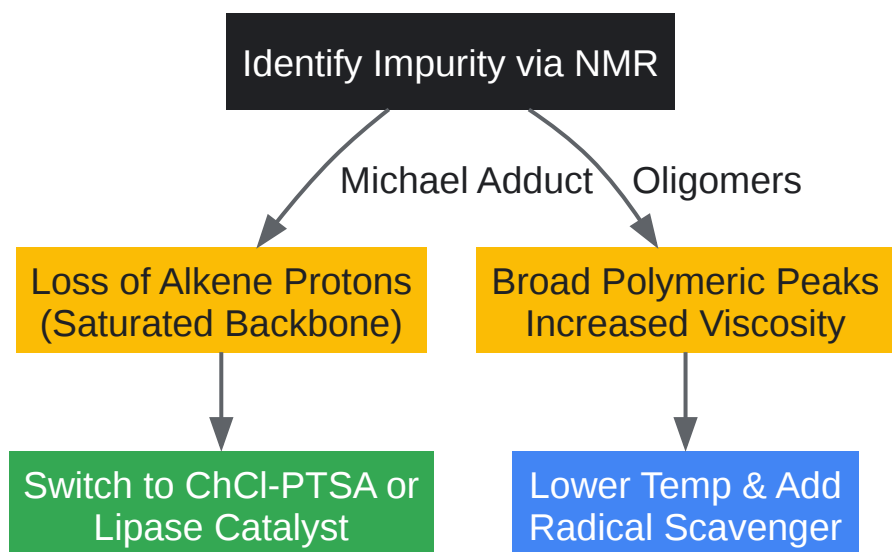 Identify Impurity via NMR
Michael Adduct
Oligomers
Loss of Alkene Protons
(Saturated Backbone)
Broad Polymeric Peaks
Increased Viscosity
Switch to ChCl-PTSA or
Lipase Catalyst
Lower Temp & Add
Radical Scavenger